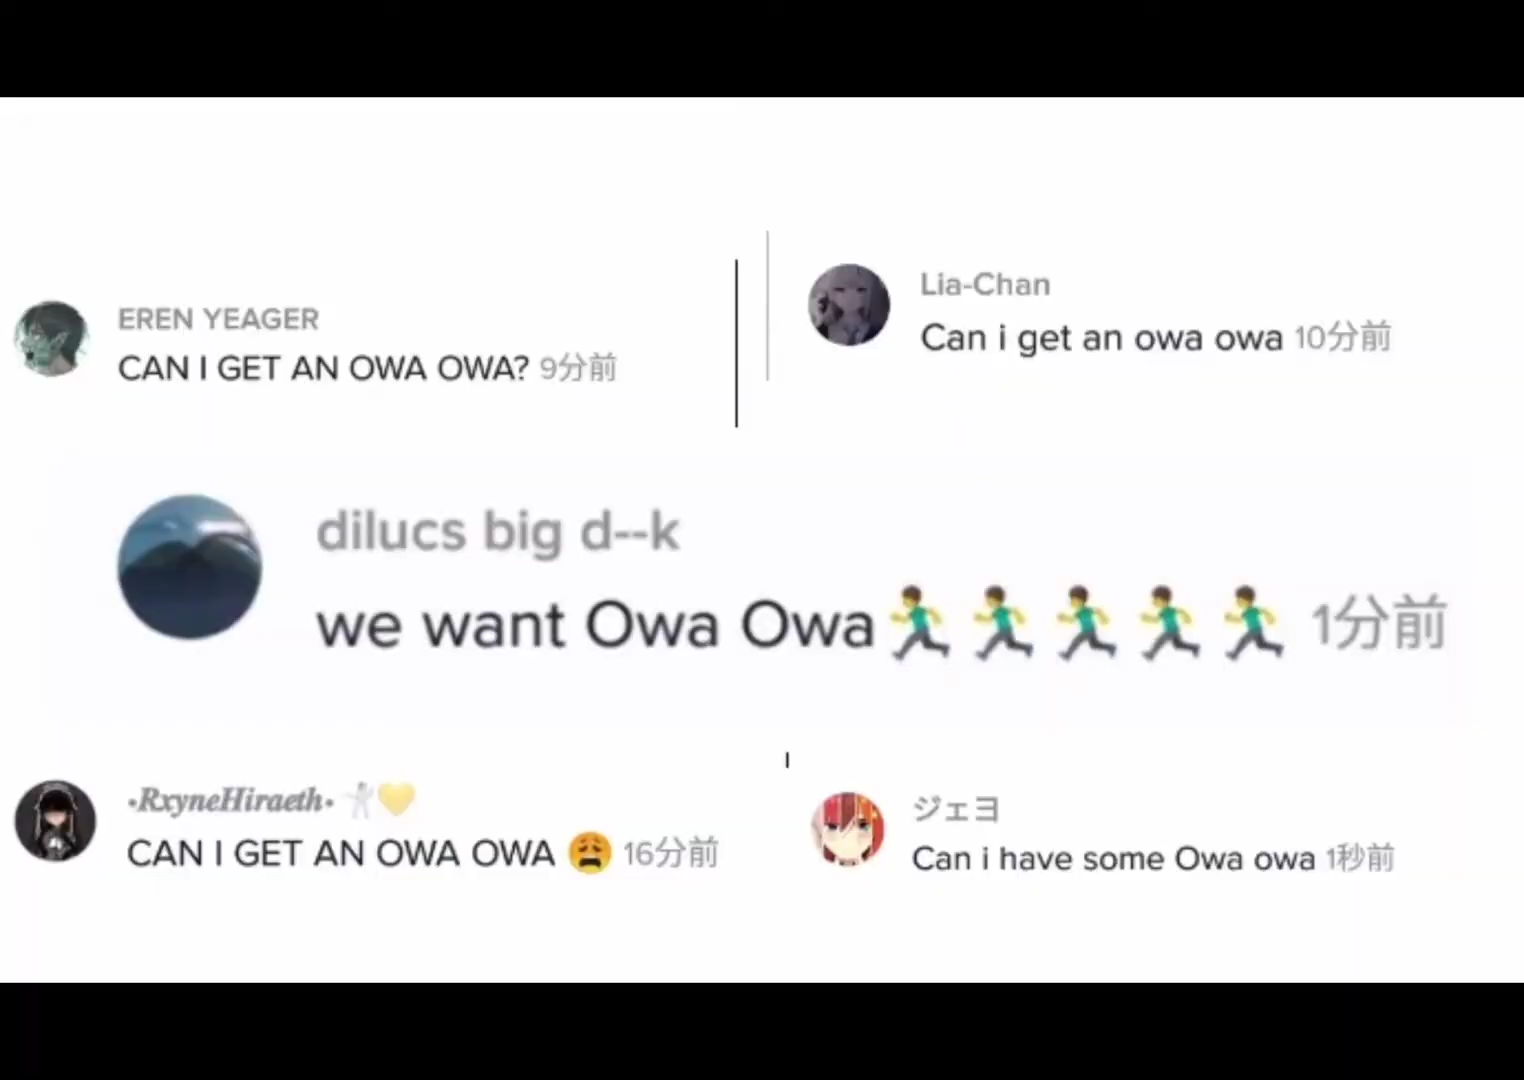 EREN YEAGER
CAN I GET AN OWA OWA? 9分前
Lia-Chan
Can i get an owa owa 10分前
dilucs big d--k
we want Owa Owa🏃‍♂️🏃‍♂️🏃‍♂️🏃‍♂️🏃‍♂️ 1分前
•RxyneHiraeth• 🤺💛
CAN I GET AN OWA OWA 😩 16分前
ジェヨ
Can i have some Owa owa 1秒前